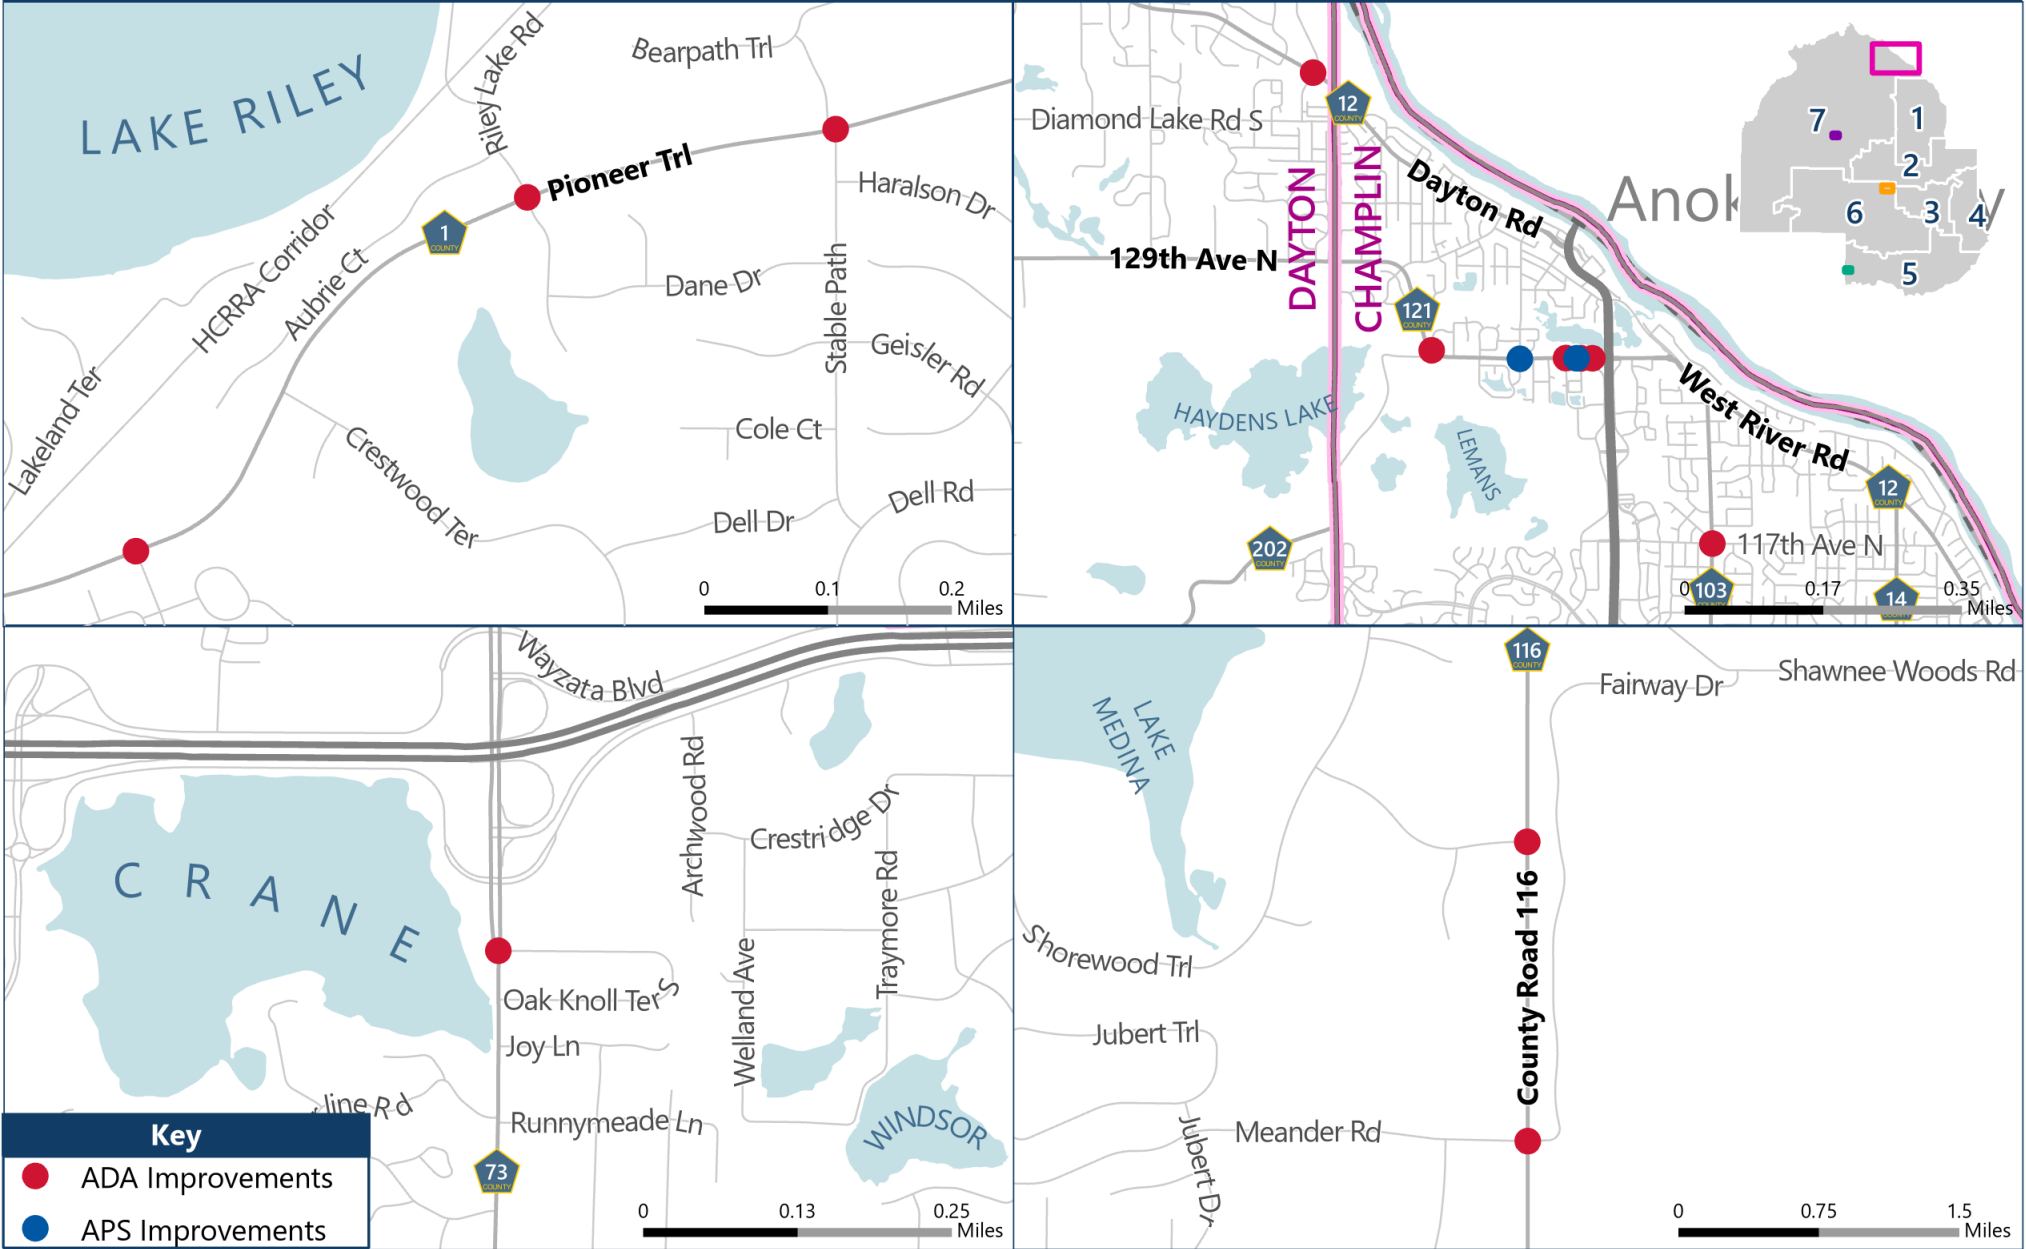 Bearpath Trl
Riley Lake Rd
LAKE RILEY
Pioneer Trl
Haralson Dr
1
COUNTY
HCRRA Corridor
Aubrie Ct
Dane Dr
Stable Path
Geisler Rd
Lakeland Ter
Crestwood Ter
Cole Ct
Dell Rd
Dell Dr
0 0.1 0.2
Miles
12
COUNTY
Diamond Lake Rd S
DAYTON
CHAMPLIN
Dayton Rd
129th Ave N
121
COUNTY
HAYDENS LAKE
LEMANS
West River Rd
12
COUNTY
202
COUNTY
117th Ave N
103
COUNTY
14
0 0.17 0.35
Miles
7
1
2
6
3
4
5
Wayzata Blvd
Archwood Rd
Crestridge Dr
Traymore Rd
CRANE
Oak Knoll Ter S
Joy Ln
Welland Ave
Runnymeade Ln
WINDSOR
73
COUNTY
0 0.13 0.25
Miles
Key
ADA Improvements
APS Improvements
116
COUNTY
Fairway Dr
Shawnee Woods Rd
LAKE
MEDINA
County Road 116
Shorewood Trl
Jubert Trl
Meander Rd
Jubert Dr
0 0.75 1.5
Miles